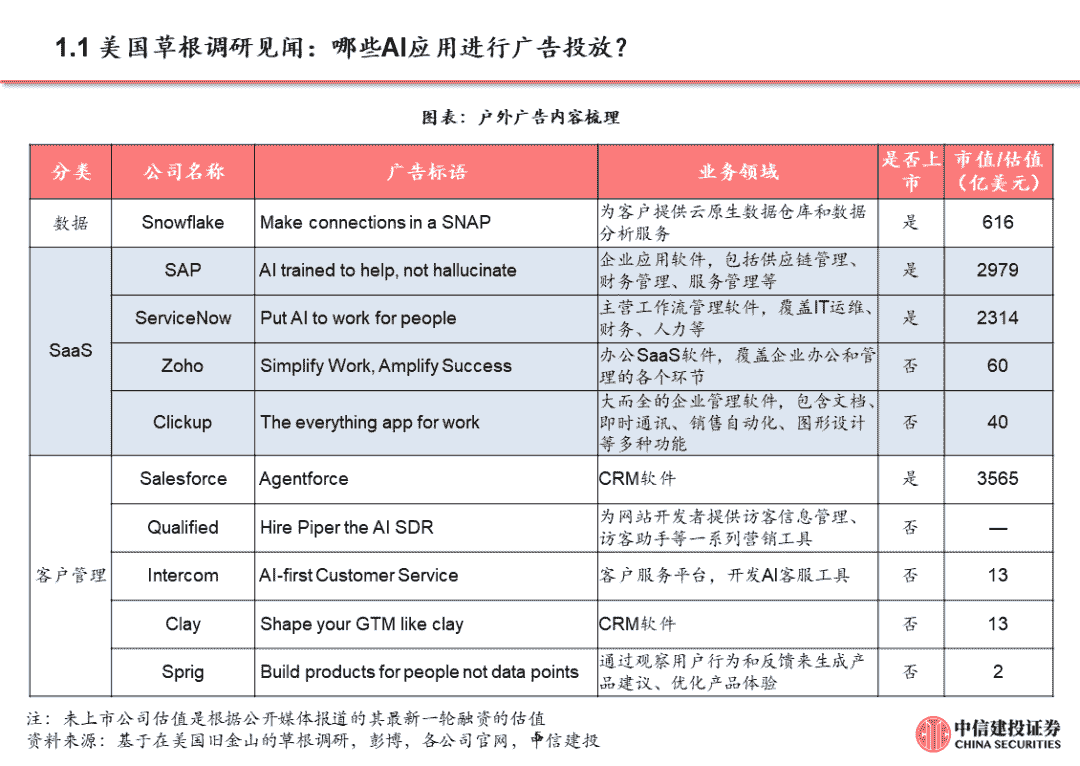 1.1 美国草根调研见闻：哪些AI应用进行广告投放？
图表：户外广告内容梳理
分类 公司名称 广告标语 业务领域 是否上市 市值/估值（亿美元）
数据 Snowflake Make connections in a SNAP 为客户提供云原生数据仓库和数据分析服务 是 616
SaaS SAP AI trained to help, not hallucinate 企业应用软件，包括供应链管理、财务管理、服务管理等 是 2979
ServiceNow Put AI to work for people 主营工作流管理软件，覆盖IT运维、财务、人力等 是 2314
Zoho Simplify Work, Amplify Success 办公SaaS软件，覆盖企业办公和管理的各个环节 否 60
Clickup The everything app for work 大而全的企业管理软件，包含文档、即时通讯、销售自动化、图形设计等多种功能 否 40
客户管理 Salesforce Agentforce CRM软件 是 3565
Qualified Hire Piper the AI SDR 为网站开发者提供访客信息管理、访客助手等一系列营销工具 否 —
Intercom AI-first Customer Service 客户服务平台，开发AI客服工具 否 13
Clay Shape your GTM like clay CRM软件 否 13
Sprig Build products for people not data points 通过观察用户行为和反馈来生成产品建议、优化产品体验 否 2
注：未上市公司估值是根据公开媒体报道的其最新一轮融资的估值
资料来源：基于在美国旧金山的草根调研，彭博，各公司官网，中信建投
中信建投证券
CHINA SECURITIES